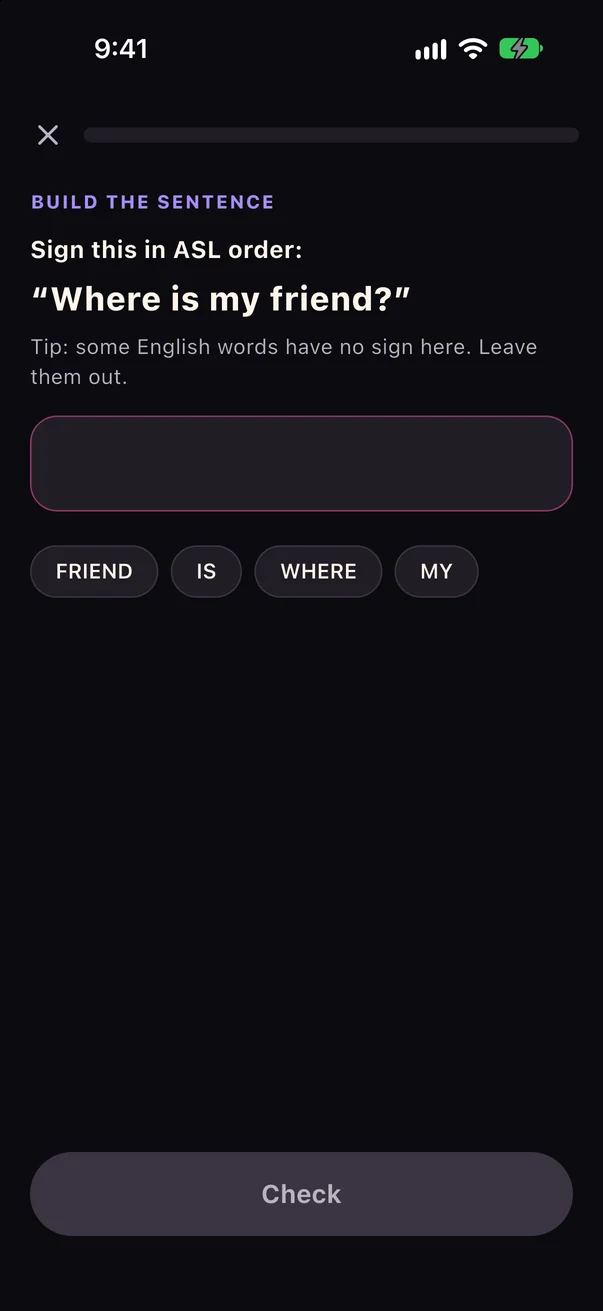 9:41
BUILD THE SENTENCE
Sign this in ASL order:
“Where is my friend?”
Tip: some English words have no sign here. Leave
them out.
FRIEND IS WHERE MY
Check